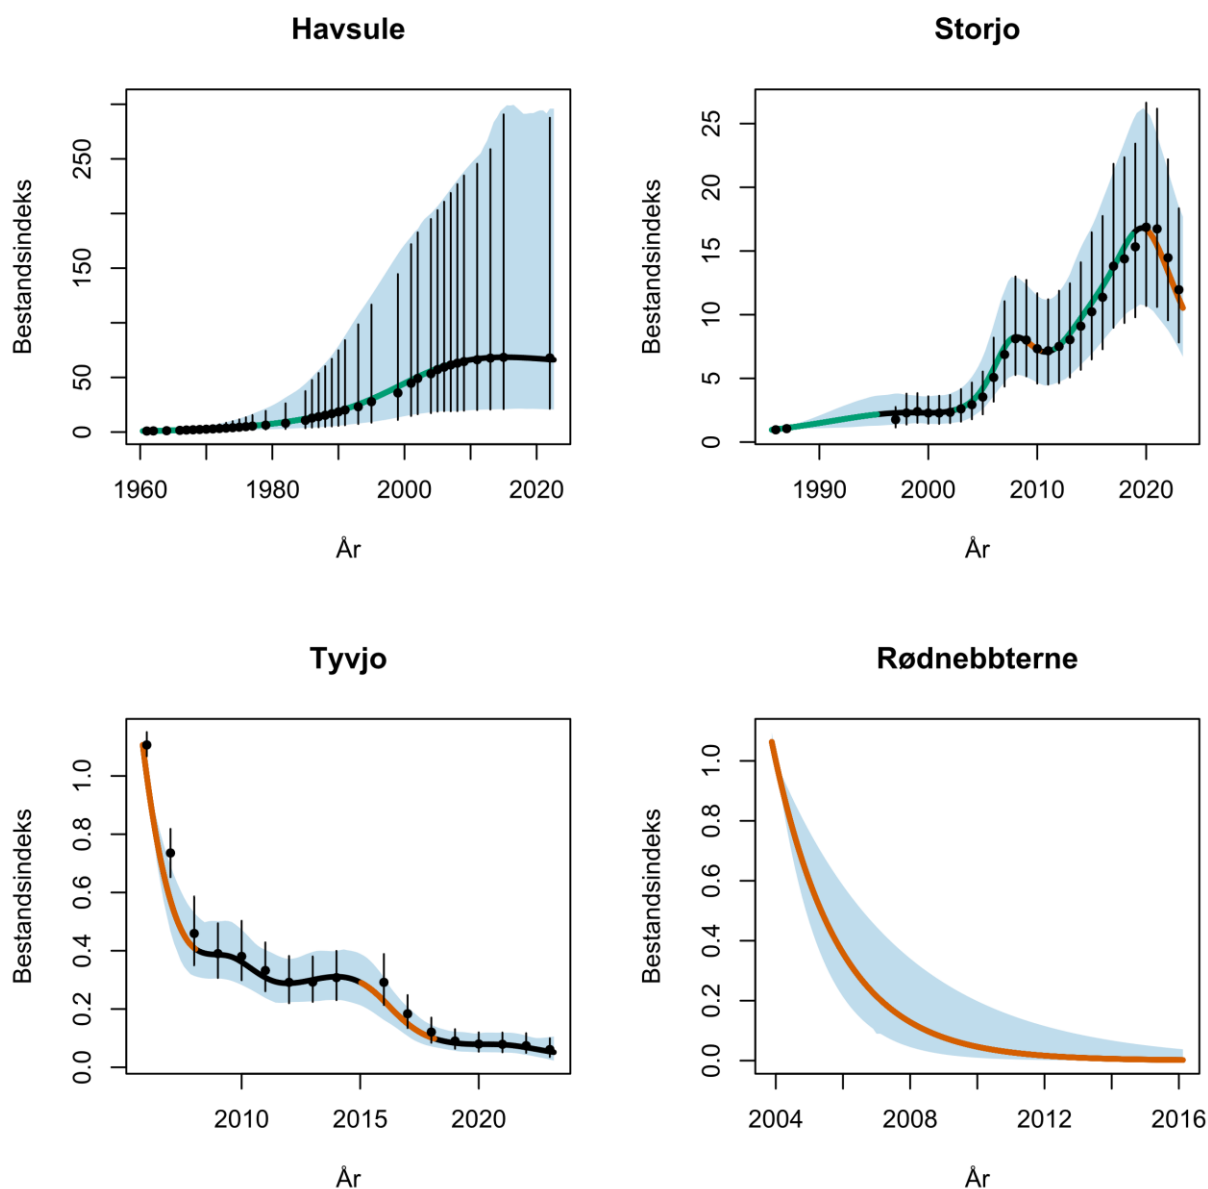 Havsule
Bestandsindeks
0 50 150 250
1960 1980 2000 2020
År
Storjo
Bestandsindeks
0 5 10 15 20 25
1990 2000 2010 2020
År
Tyvjo
Bestandsindeks
0.0 0.2 0.4 0.6 0.8 1.0
2010 2015 2020
År
Rødnebbterne
Bestandsindeks
0.0 0.2 0.4 0.6 0.8 1.0
2004 2008 2012 2016
År